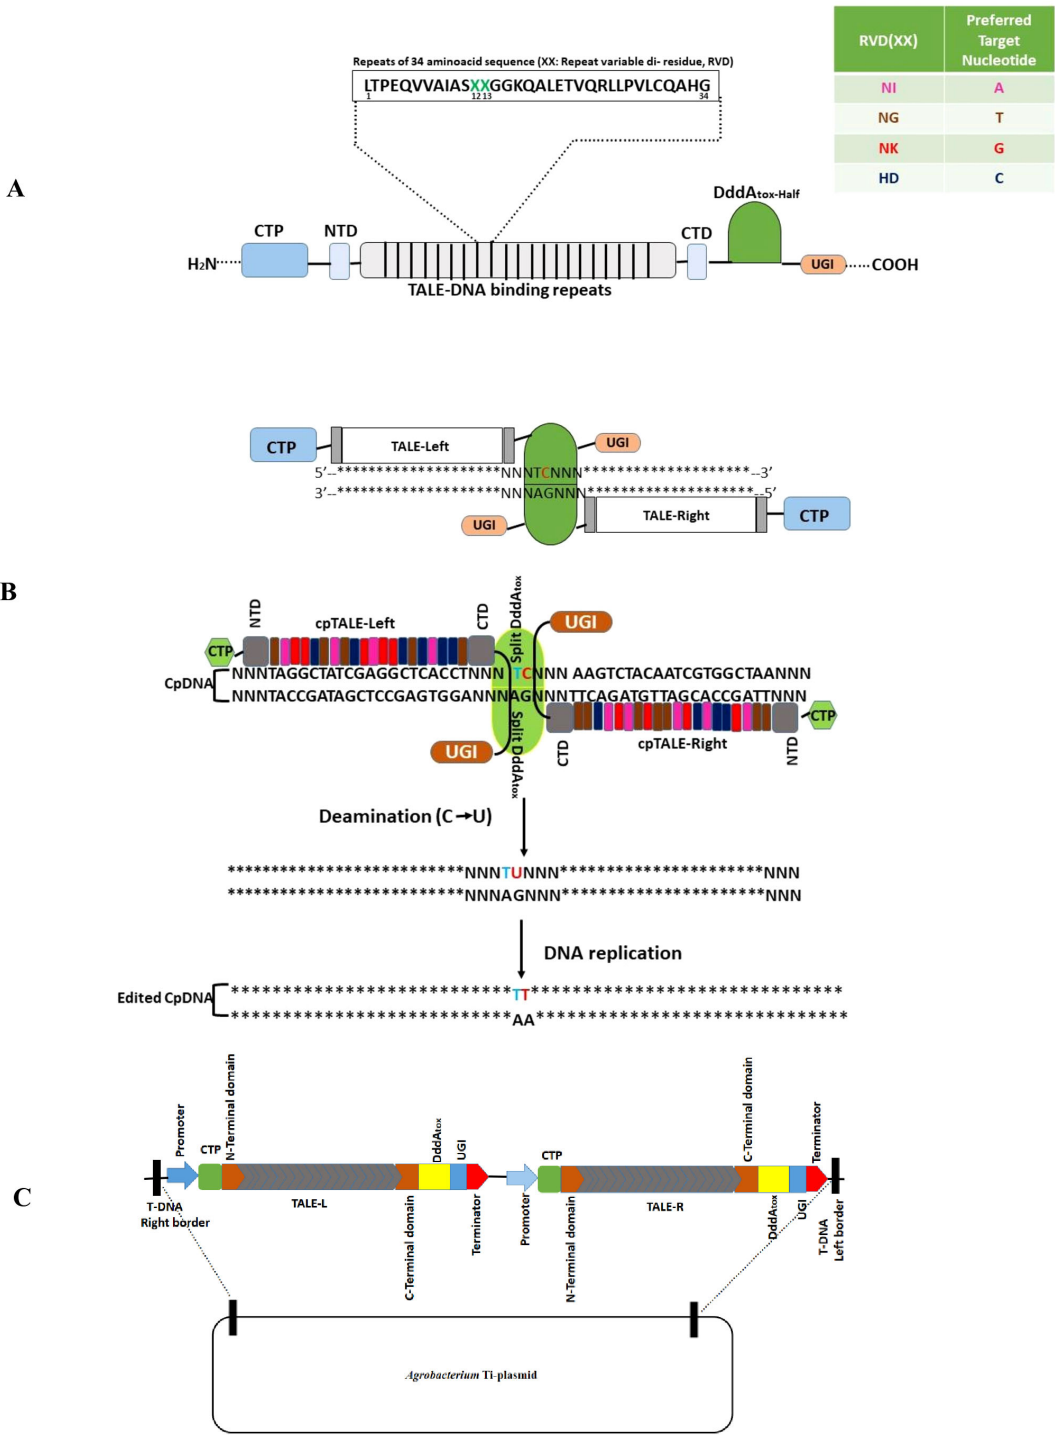 RVD(XX)
Preferred
Target
Nucleotide
NI A
NG T
NK G
HD C
Repeats of 34 aminoacid sequence (XX: Repeat variable di- residue, RVD)
LTPEQVVAIASXXGGKQALETVQRLLPVLCQAHG
1 12 13 34
A
DddAtox-Half
CTP NTD CTD
H2N UGI COOH
TALE-DNA binding repeats
CTP TALE-Left UGI
5’--**********************NNNTCNNN**********************--3’
3’--**********************NNNAGNNN**********************--5’
UGI TALE-Right CTP
B
NTD
cpTALE-Left
CTD
Split DddAtox
UGI
CTP
CpDNA
NNNTAGGCTATCGAGGCTCACCTNNN TCNNN AAGTCTACAATCGTGGCTAANNN
NNNTACCGATAGCTCCGAGTGGANNNNAGNNNNTTCAGATGTTAGCACCGATTNNN
UGI
Split DddAtox
CTD
cpTALE-Right
NTD
CTP
Deamination (C→U)
**************************NNNTUNNN**********************NNN
**************************NNNAGNNN**********************NNN
DNA replication
Edited CpDNA
*******************************TT**********************************
*******************************AA**********************************
C
Promoter
CTP
N-Terminal domain
TALE-L
C-Terminal domain
DddAtox
UGI
Terminator
Promoter
CTP
N-Terminal domain
TALE-R
C-Terminal domain
DddAtox
UGI
Terminator
T-DNA
Right border
T-DNA
Left border
Agrobacterium Ti-plasmid